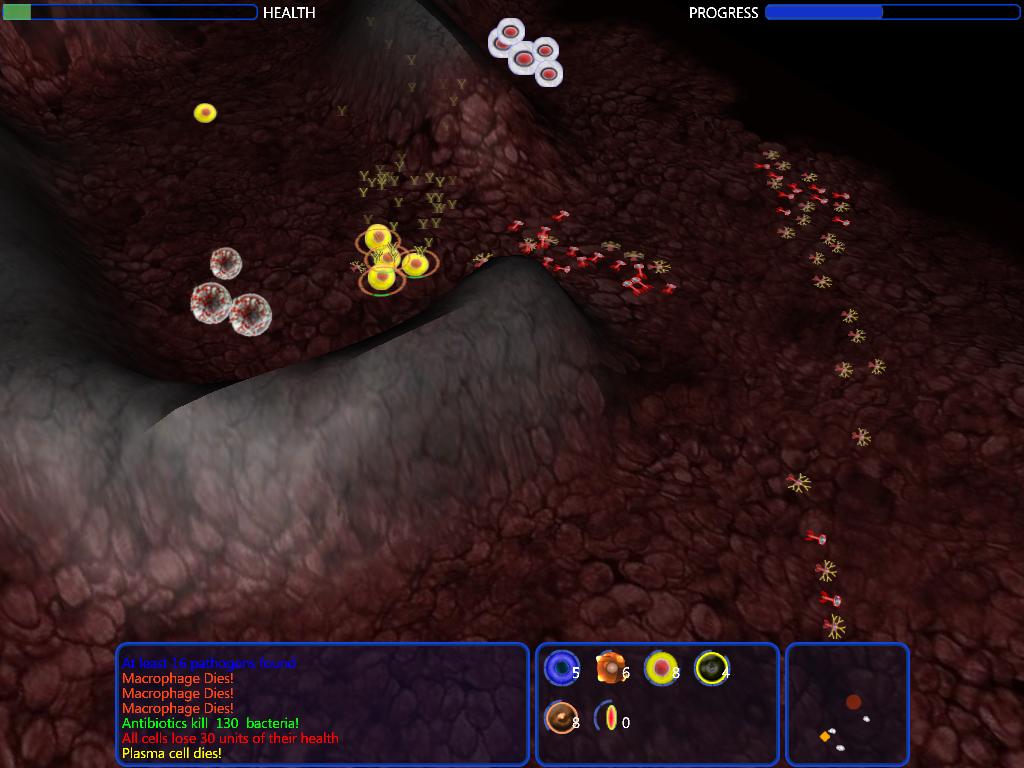 HEALTH
PROGRESS
At least 16 pathogens found
Macrophage Dies!
Macrophage Dies!
Macrophage Dies!
Antibiotics kill 130 bacteria!
All cells lose 30 units of their health
Plasma cell dies!
5 6 8 4
8 0